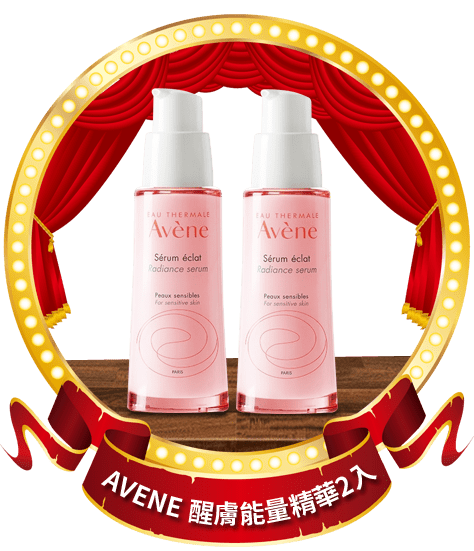 EAU THERMALE
Avène
Sérum éclat
Radiance serum
Peaux sensibles
For sensitive skin
PARIS
EAU THERMALE
Avène
Sérum éclat
Radiance serum
Peaux sensibles
For sensitive skin
PARIS
AVENE 醒膚能量精華2入